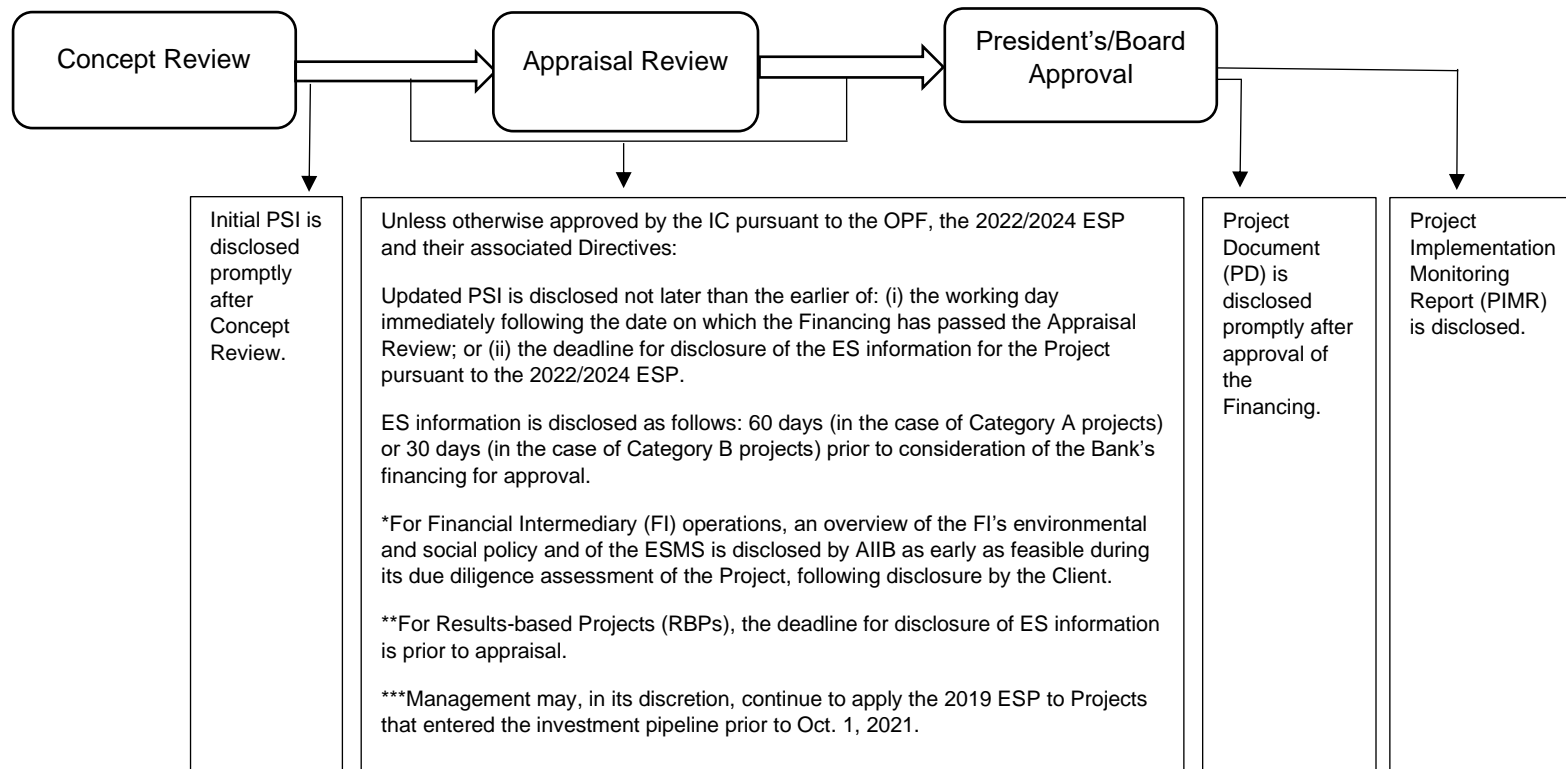 Concept Review
Appraisal Review
President's/Board
Approval
Initial PSI is
disclosed
promptly
after
Concept
Review.
Unless otherwise approved by the IC pursuant to the OPF, the 2022/2024 ESP
and their associated Directives:
Updated PSI is disclosed not later than the earlier of: (i) the working day
immediately following the date on which the Financing has passed the Appraisal
Review; or (ii) the deadline for disclosure of the ES information for the Project
pursuant to the 2022/2024 ESP.
ES information is disclosed as follows: 60 days (in the case of Category A projects)
or 30 days (in the case of Category B projects) prior to consideration of the Bank's
financing for approval.
*For Financial Intermediary (FI) operations, an overview of the FI's environmental
and social policy and of the ESMS is disclosed by AIIB as early as feasible during
its due diligence assessment of the Project, following disclosure by the Client.
**For Results-based Projects (RBPs), the deadline for disclosure of ES information
is prior to appraisal.
***Management may, in its discretion, continue to apply the 2019 ESP to Projects
that entered the investment pipeline prior to Oct. 1, 2021.
Project
Document
(PD) is
disclosed
promptly after
approval of
the
Financing.
Project
Implementation
Monitoring
Report (PIMR)
is disclosed.